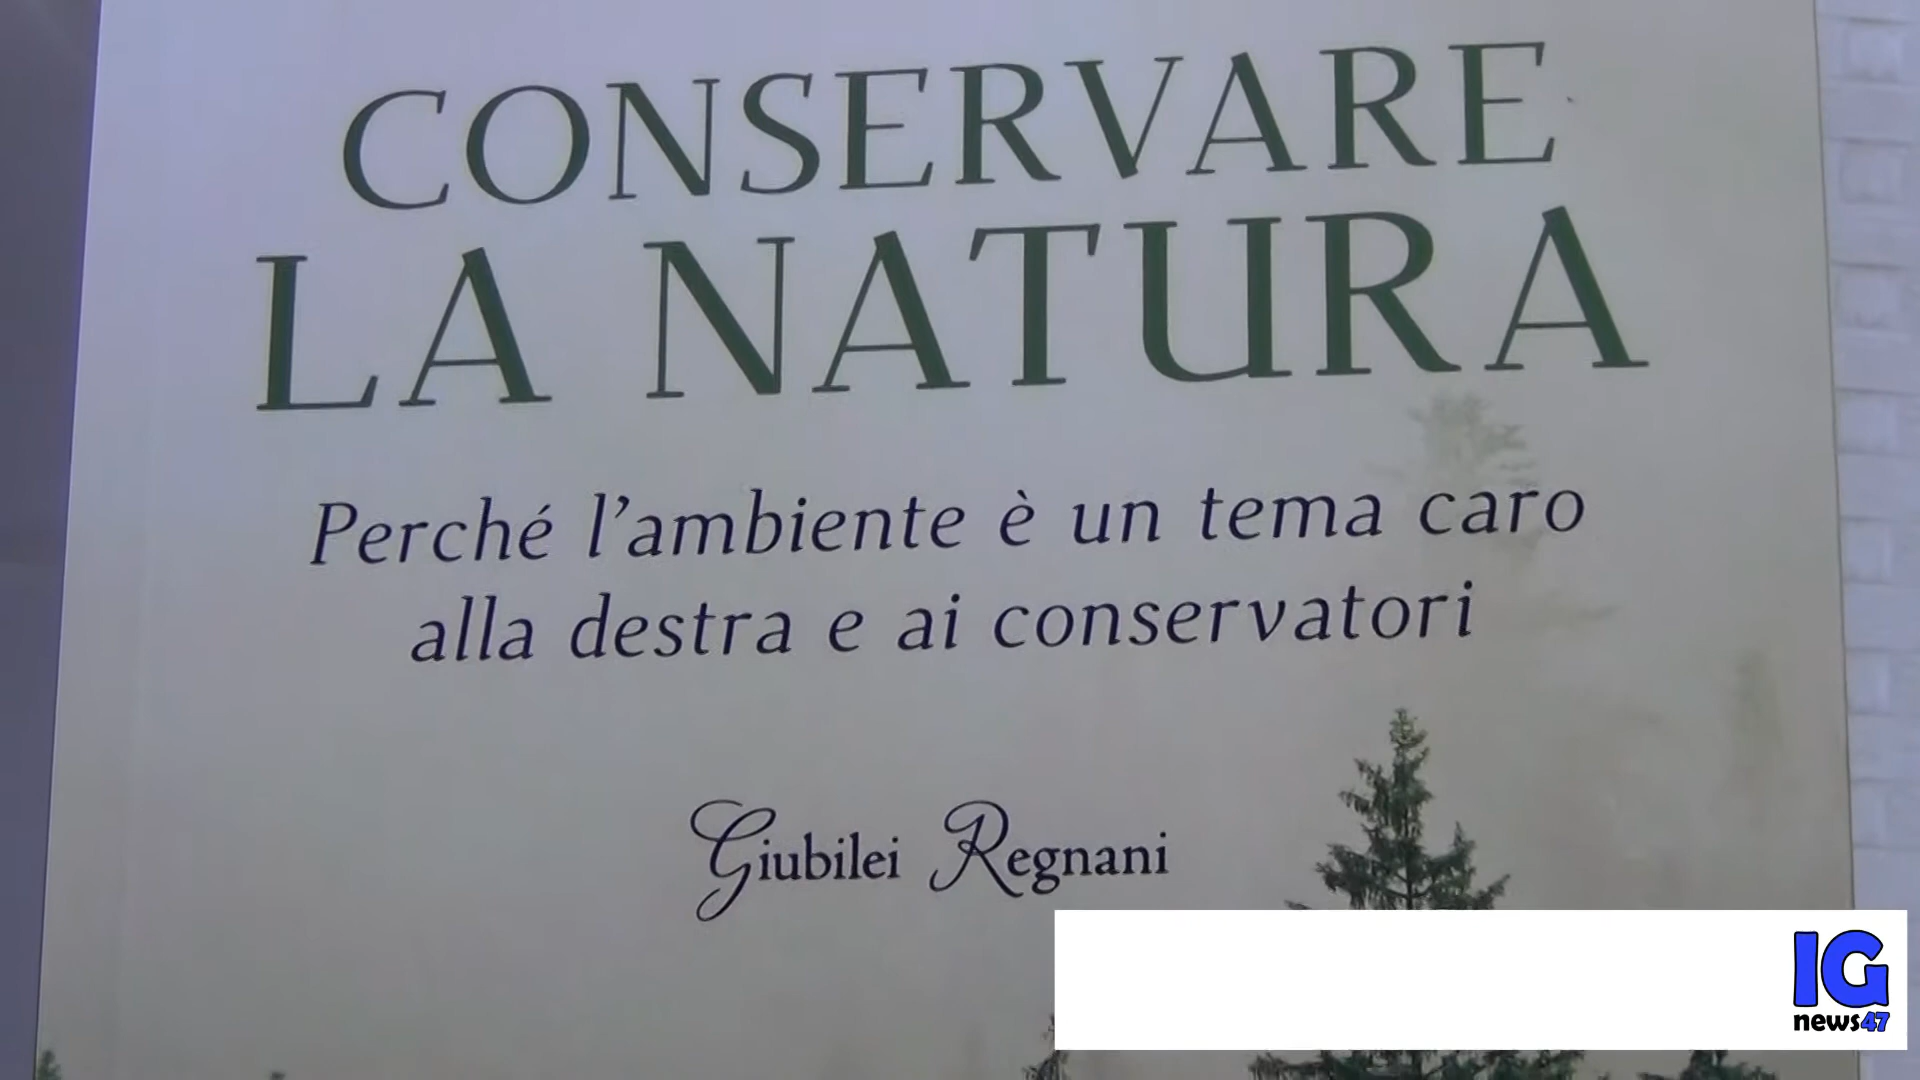 CONSERVARE
LA NATURA
Perché l'ambiente è un tema caro
alla destra e ai conservatori
Giubilei Regnani
IG
news47